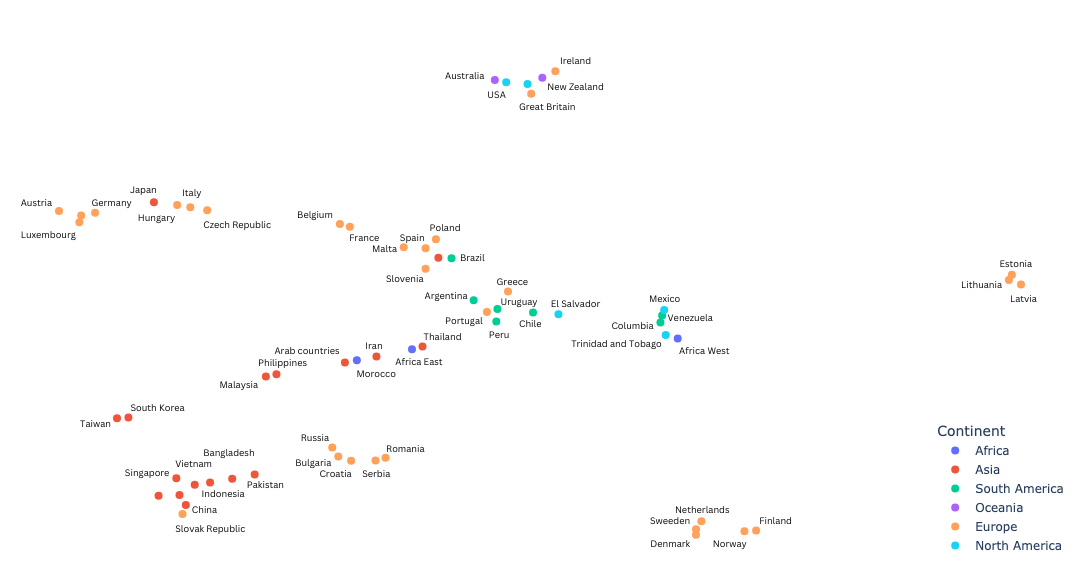 Ireland
Australia
New Zealand
USA
Great Britain
Japan
Italy
Austria
Germany
Hungary
Czech Republic
Luxembourg
Belgium
France
Poland
Spain
Malta
Brazil
Slovenia
Estonia
Lithuania
Latvia
Greece
Argentina
Uruguay
El Salvador
Mexico
Portugal
Chile
Peru
Venezuela
Columbia
Trinidad and Tobago
Africa West
Thailand
Iran
Arab countries
Africa East
Philippines
Morocco
Malaysia
South Korea
Taiwan
Russia
Romania
Bulgaria
Croatia
Serbia
Bangladesh
Vietnam
Singapore
Pakistan
Indonesia
China
Slovak Republic
Netherlands
Sweeden
Finland
Denmark
Norway
Continent
Africa
Asia
South America
Oceania
Europe
North America